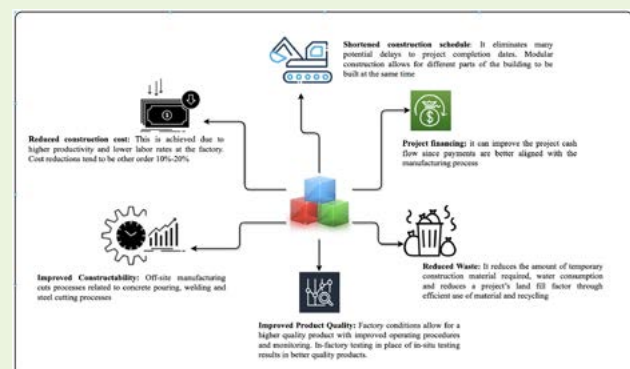 Shortened construction schedule: It eliminates many
potential delays to project completion dates. Modular
construction allows for different parts of the building to be
built at the same time
Reduced construction cost: This is achieved due to
higher productivity and lower labor rates at the factory.
Cost reductions tend to be other order 10%-20%
Project financing: it can improve the project cash
flow since payments are better aligned with the
manufacturing process
Improved Constructability: Off-site manufacturing
cuts processes related to concrete pouring, welding and
steel cutting processes
Reduced Waste: It reduces the amount of temporary
construction material required, water consumption
and reduces a project's land fill factor through
efficient use of material and recycling
Improved Product Quality: Factory conditions allow for a
higher quality product with improved operating procedures
and monitoring. In-factory testing in place of in-situ testing
results in better quality products.